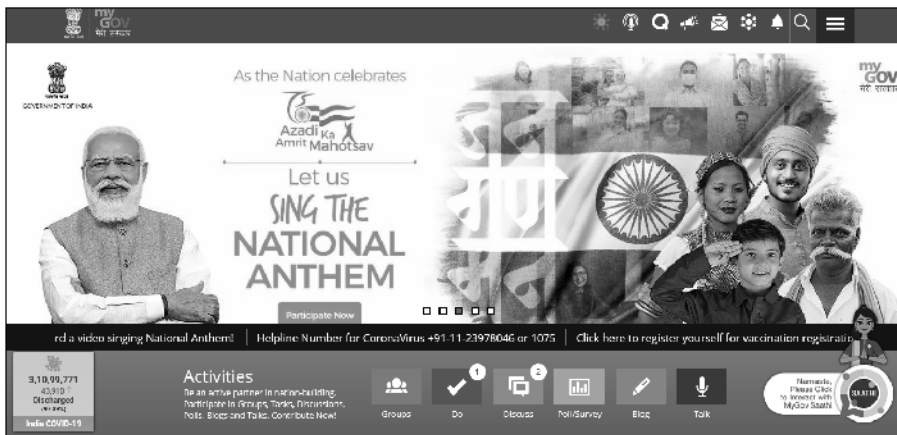 my
GOV
मेरी सरकार
GOVERNMENT OF INDIA
my
GOV
मेरी सरकार
As the Nation celebrates
Azadi Ka
Amrit Mahotsav
Let us
SING THE
NATIONAL
ANTHEM
Participate Now
जन
गण
मन
rd a video singing National Anthem! | Helpline Number for CoronaVirus +91-11-23978046 or 1075 | Click here to register yourself for vaccination registratio
3,10,99,771
Discharged
India COVID-19
Activities
Be an active partner in nation-building.
Participate in Groups, Tasks, Discussions,
Polls, Blogs and Talks. Contribute Now!
1
2
Groups
Do
Discuss
Poll/Survey
Blog
Talk
Namaste,
Please Click
to Interact with
MyGov Saathi
SAATHI